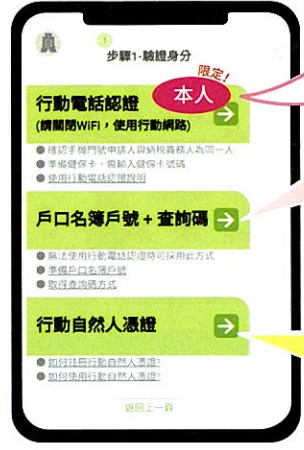 1
步驟1-驗證身分
限定!
本人
行動電話認證
(請關閉WiFi，使用行動網路)
● 確認手機門號申請人與納稅義務人為同一人
● 準備健保卡，需輸入健保卡號碼
● 使用行動電話認證說明
戶口名簿戶號 + 查詢碼
● 無法使用行動電話認證時可採用此方式
● 準備戶口名簿戶號
● 取得查詢碼方式
行動自然人憑證
● 如何註冊行動自然人憑證?
● 如何使用行動自然人憑證?
返回上一頁